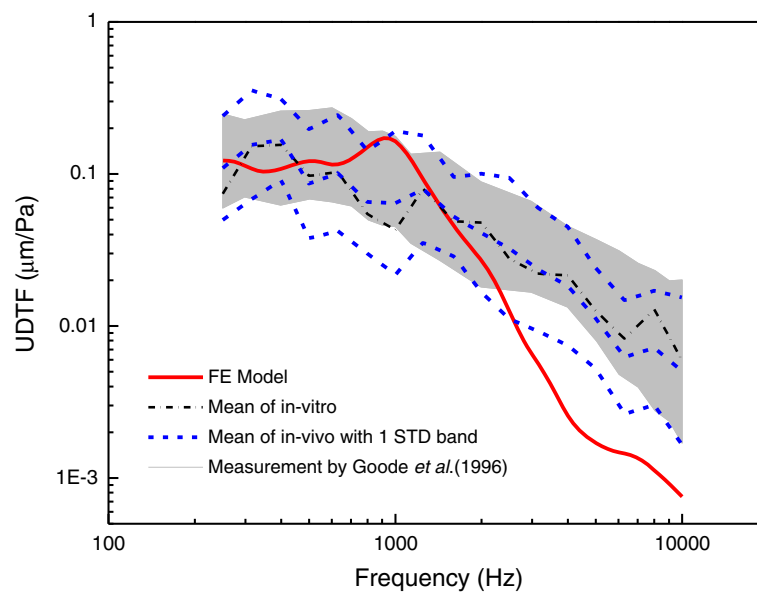 1
0.1
0.01
1E-3
UDTF (μm/Pa)
FE Model
Mean of in-vitro
Mean of in-vivo with 1 STD band
Measurement by Goode et al.(1996)
100
1000
10000
Frequency (Hz)